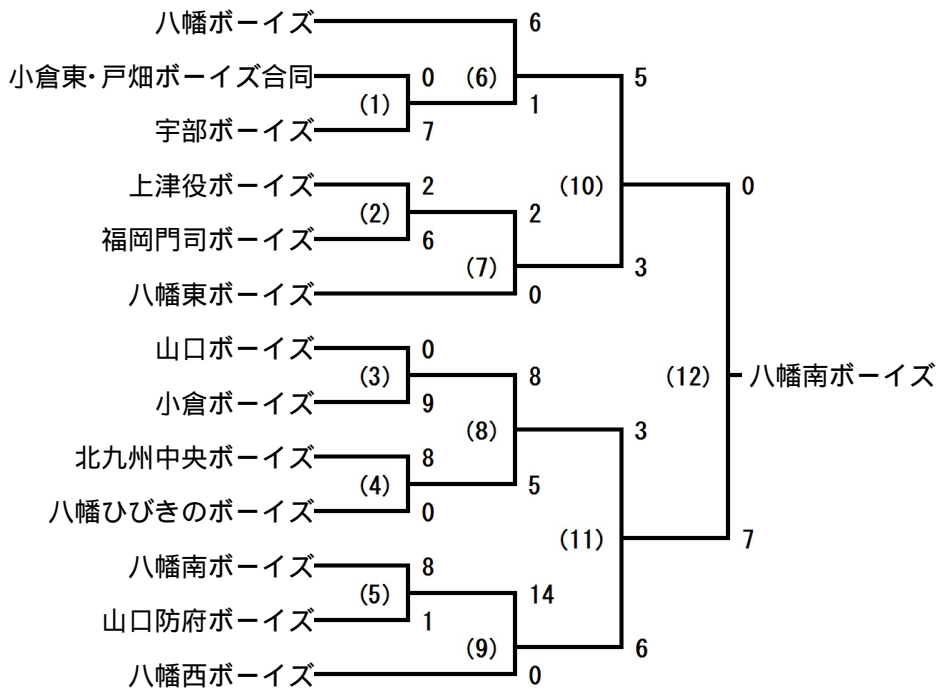 八幡ボーイズ 6
小倉東・戸畑ボーイズ合同 0 (6) 5
(1) 1
宇部ボーイズ 7
上津役ボーイズ 2 (10) 0
(2) 2
福岡門司ボーイズ 6
(7) 3
八幡東ボーイズ 0
山口ボーイズ 0
(3) 8 (12) 八幡南ボーイズ
小倉ボーイズ 9
(8) 3
北九州中央ボーイズ 8
(4) 5
八幡ひびきのボーイズ 0
(11) 7
八幡南ボーイズ 8
(5) 14
山口防府ボーイズ 1
(9) 6
八幡西ボーイズ 0